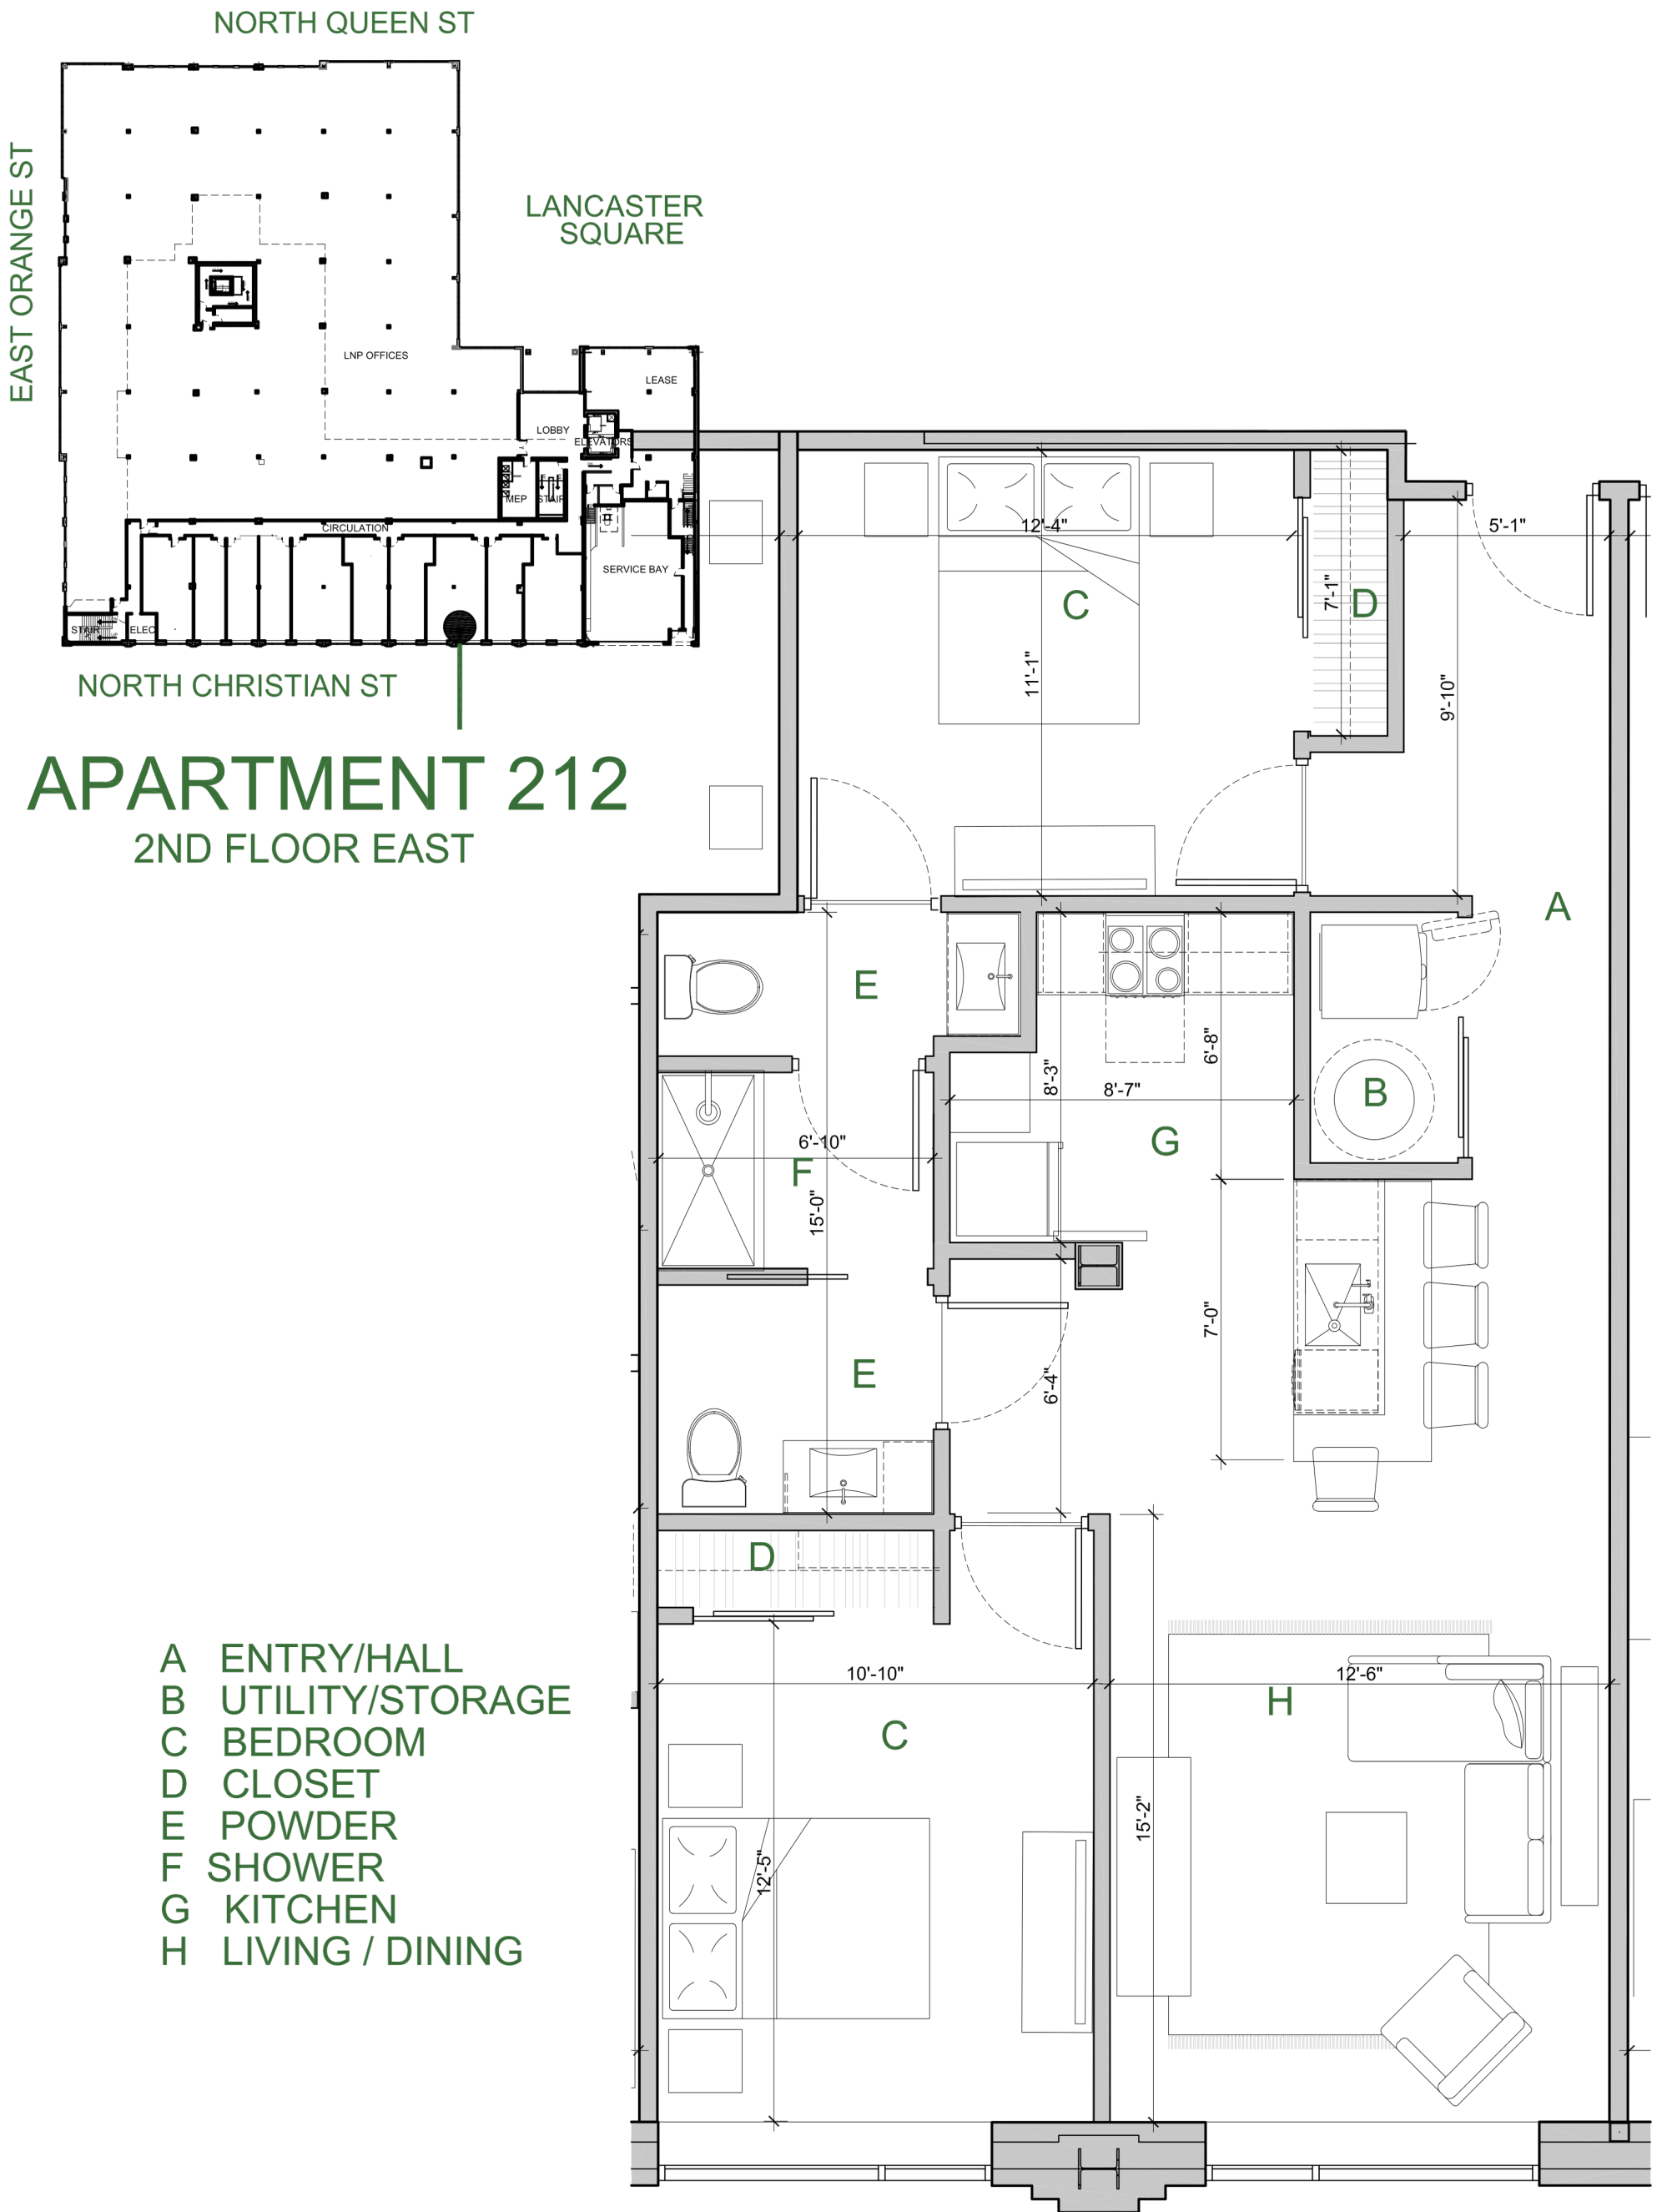 NORTH QUEEN ST
EAST ORANGE ST
LANCASTER
SQUARE
LNP OFFICES
LEASE
LOBBY
ELEVATORS
MEP
STAIR
CIRCULATION
SERVICE BAY
STAIR
ELEC
NORTH CHRISTIAN ST
APARTMENT 212
2ND FLOOR EAST
12'-4"
5'-1"
C
7'-1"
D
11'-1"
9'-10"
A
E
6'-8"
8'-3"
8'-7"
B
6'-10"
F
G
15'-0"
7'-0"
E
6'-4"
D
10'-10"
12'-6"
H
C
15'-2"
12'-5"
A ENTRY/HALL
B UTILITY/STORAGE
C BEDROOM
D CLOSET
E POWDER
F SHOWER
G KITCHEN
H LIVING / DINING